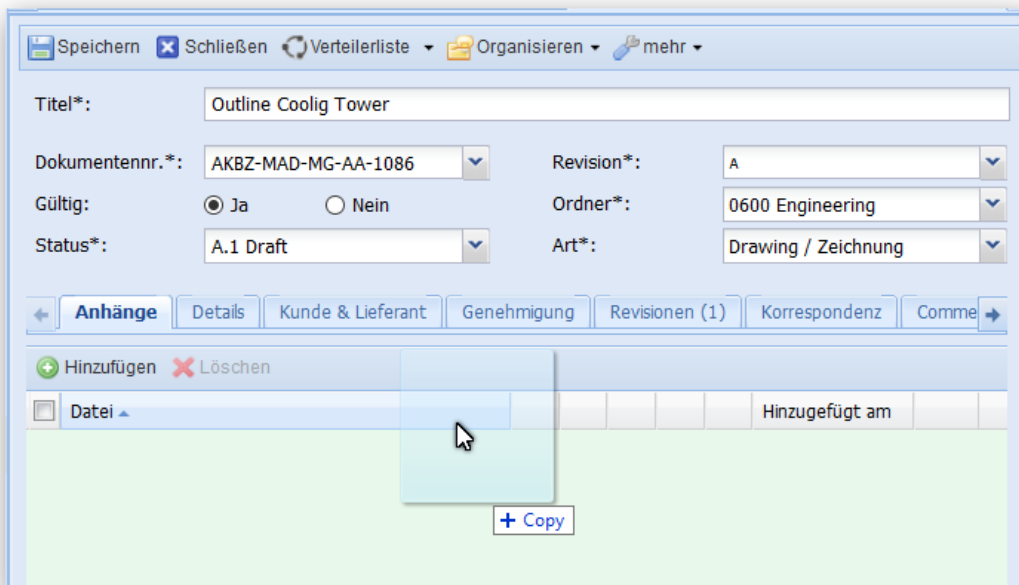 Speichern Schließen Verteilerliste Organisieren mehr
Titel*: Outline Coolig Tower
Dokumentennr.*: AKBZ-MAD-MG-AA-1086 Revision*: A
Gültig: Ja Nein Ordner*: 0600 Engineering
Status*: A.1 Draft Art*: Drawing / Zeichnung
Anhänge Details Kunde & Lieferant Genehmigung Revisionen (1) Korrespondenz Comme
Hinzufügen Löschen
Datei Hinzugefügt am
+ Copy